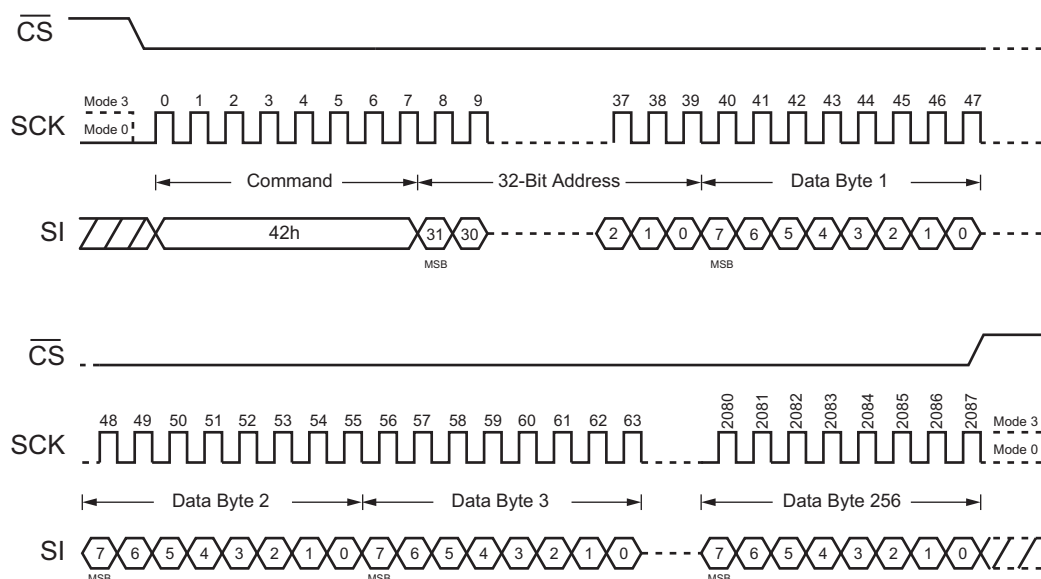 CS
Mode 3
0 1 2 3 4 5 6 7 8 9 37 38 39 40 41 42 43 44 45 46 47
SCK
Mode 0
Command 32-Bit Address Data Byte 1
SI 42h 31 30 2 1 0 7 6 5 4 3 2 1 0
MSB MSB
CS
48 49 50 51 52 53 54 55 56 57 58 59 60 61 62 63 2080 2081 2082 2083 2084 2085 2086 2087
Mode 3
SCK
Mode 0
Data Byte 2 Data Byte 3 Data Byte 256
SI 7 6 5 4 3 2 1 0 7 6 5 4 3 2 1 0 7 6 5 4 3 2 1 0
MSB MSB MSB